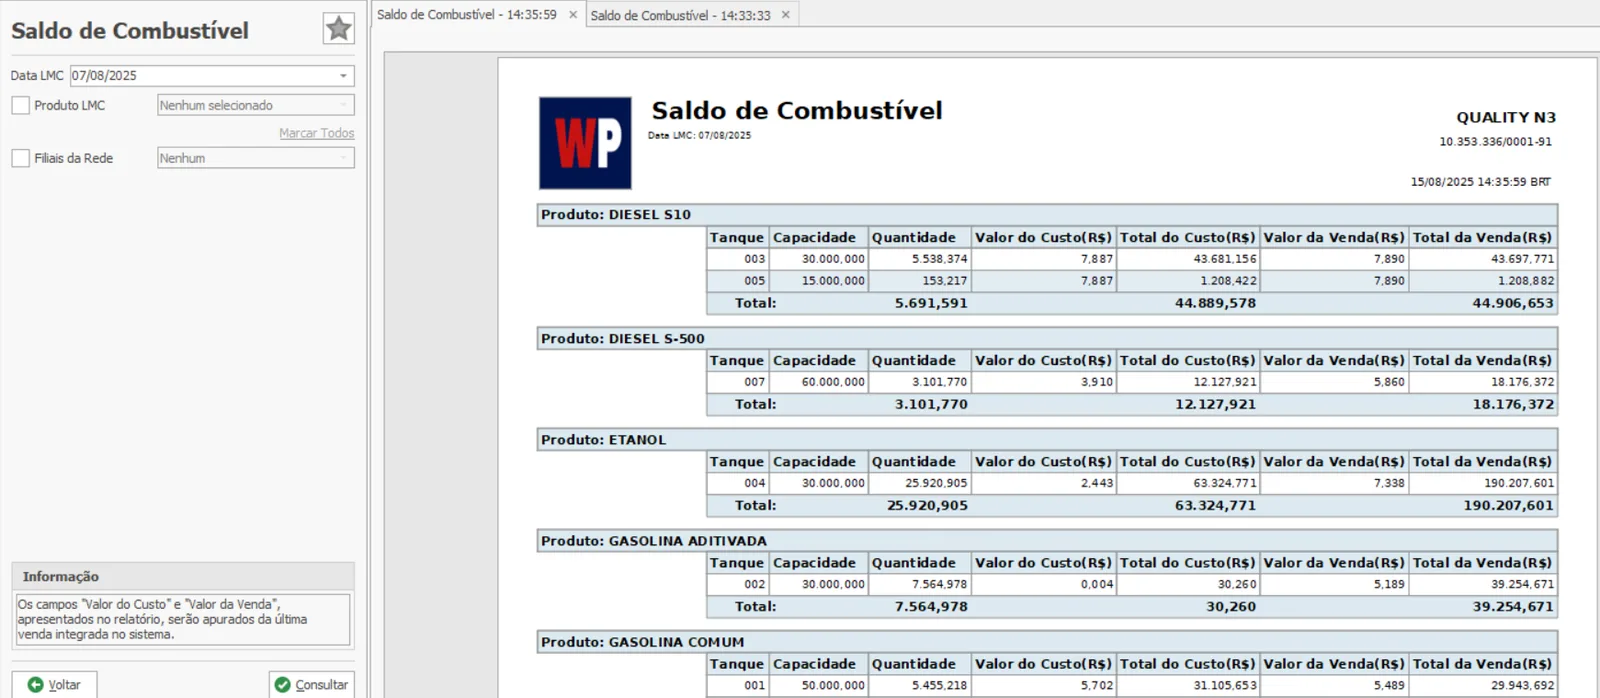 Saldo de Combustível
Data LMC 07/08/2025
Produto LMC Nenhum selecionado
Marcar Todos
Filiais da Rede Nenhum
Informação
Os campos "Valor do Custo" e "Valor da Venda",
apresentados no relatório, serão apurados da última
venda integrada no sistema.
Voltar Consultar
Saldo de Combustível - 14:35:59 × Saldo de Combustível - 14:33:33 ×
WP
Saldo de Combustível
Data LMC: 07/08/2025
QUALITY N3
10.353.336/0001-91
15/08/2025 14:35:59 BRT
Produto: DIESEL S10
Tanque Capacidade Quantidade Valor do Custo(R$) Total do Custo(R$) Valor da Venda(R$) Total da Venda(R$)
003 30.000,000 5.538,374 7,887 43.681,156 7,890 43.697,771
005 15.000,000 153,217 7,887 1.208,422 7,890 1.208,882
Total: 5.691,591 44.889,578 44.906,653
Produto: DIESEL S-500
Tanque Capacidade Quantidade Valor do Custo(R$) Total do Custo(R$) Valor da Venda(R$) Total da Venda(R$)
007 60.000,000 3.101,770 3,910 12.127,921 5,860 18.176,372
Total: 3.101,770 12.127,921 18.176,372
Produto: ETANOL
Tanque Capacidade Quantidade Valor do Custo(R$) Total do Custo(R$) Valor da Venda(R$) Total da Venda(R$)
004 30.000,000 25.920,905 2,443 63.324,771 7,338 190.207,601
Total: 25.920,905 63.324,771 190.207,601
Produto: GASOLINA ADITIVADA
Tanque Capacidade Quantidade Valor do Custo(R$) Total do Custo(R$) Valor da Venda(R$) Total da Venda(R$)
002 30.000,000 7.564,978 0,004 30,260 5,189 39.254,671
Total: 7.564,978 30,260 39.254,671
Produto: GASOLINA COMUM
Tanque Capacidade Quantidade Valor do Custo(R$) Total do Custo(R$) Valor da Venda(R$) Total da Venda(R$)
001 50.000,000 5.455,218 5,702 31.105,653 5,489 29.943,692